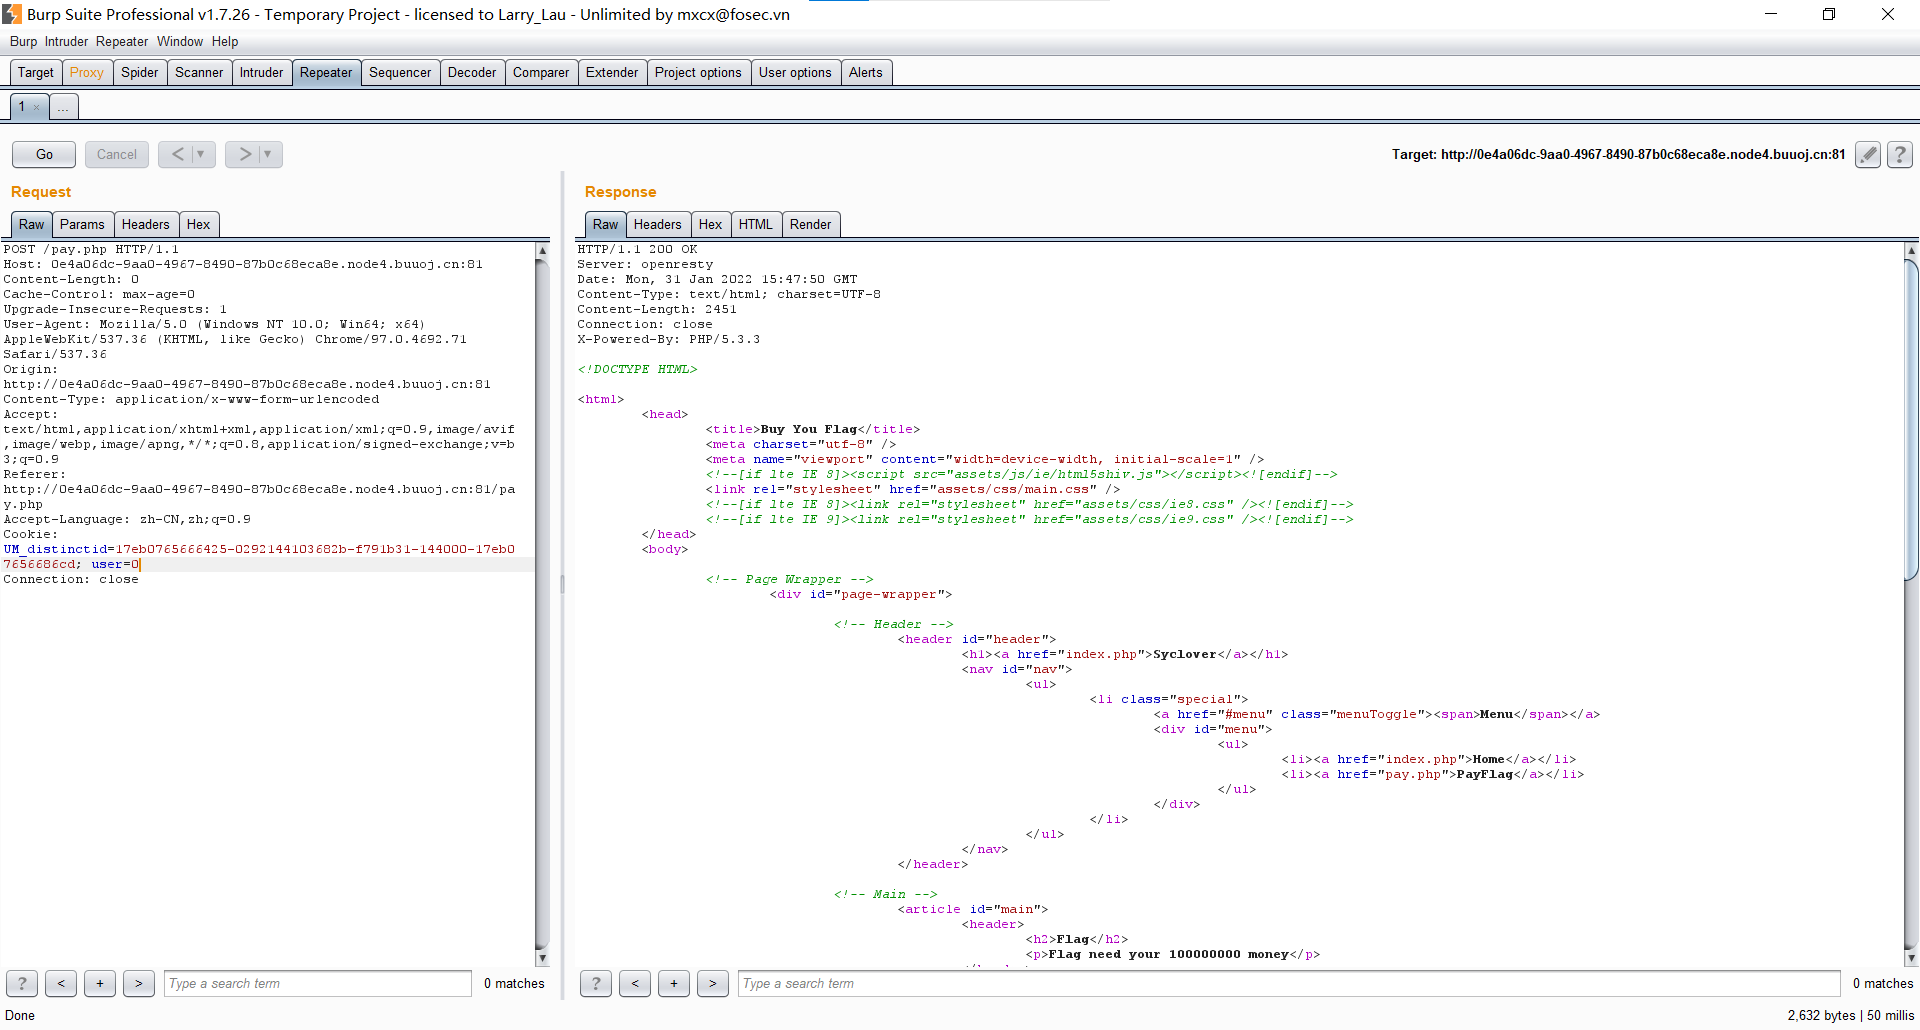 Burp Suite Professional v1.7.26 - Temporary Project - licensed to Larry_Lau - Unlimited by mxcx@fosec.vn
Burp Intruder Repeater Window Help
Target Proxy Spider Scanner Intruder Repeater Sequencer Decoder Comparer Extender Project options User options Alerts
1 × ...
Go Cancel < ▼ > ▼ Target: http://0e4a06dc-9aa0-4967-8490-87b0c68eca8e.node4.buuoj.cn:81 ?
Request
Raw Params Headers Hex
POST /pay.php HTTP/1.1
Host: 0e4a06dc-9aa0-4967-8490-87b0c68eca8e.node4.buuoj.cn:81
Content-Length: 0
Cache-Control: max-age=0
Upgrade-Insecure-Requests: 1
User-Agent: Mozilla/5.0 (Windows NT 10.0; Win64; x64)
AppleWebKit/537.36 (KHTML, like Gecko) Chrome/97.0.4692.71
Safari/537.36
Origin:
http://0e4a06dc-9aa0-4967-8490-87b0c68eca8e.node4.buuoj.cn:81
Content-Type: application/x-www-form-urlencoded
Accept:
text/html,application/xhtml+xml,application/xml;q=0.9,image/avif
,image/webp,image/apng,*/*;q=0.8,application/signed-exchange;v=b
3;q=0.9
Referer:
http://0e4a06dc-9aa0-4967-8490-87b0c68eca8e.node4.buuoj.cn:81/pa
y.php
Accept-Language: zh-CN,zh;q=0.9
Cookie:
UM_distinctid=17eb0765666425-0292144103682b-f791b31-144000-17eb0
7656686cd; user=0
Connection: close
? < + > Type a search term 0 matches
Response
Raw Headers Hex HTML Render
HTTP/1.1 200 OK
Server: openresty
Date: Mon, 31 Jan 2022 15:47:50 GMT
Content-Type: text/html; charset=UTF-8
Content-Length: 2451
Connection: close
X-Powered-By: PHP/5.3.3
<!DOCTYPE HTML>
<html>
<head>
<title>Buy You Flag</title>
<meta charset="utf-8" />
<meta name="viewport" content="width=device-width, initial-scale=1" />
<!--[if lte IE 8]><script src="assets/js/ie/html5shiv.js"></script><![endif]-->
<link rel="stylesheet" href="assets/css/main.css" />
<!--[if lte IE 8]><link rel="stylesheet" href="assets/css/ie8.css" /><![endif]-->
<!--[if lte IE 9]><link rel="stylesheet" href="assets/css/ie9.css" /><![endif]-->
</head>
<body>
<!-- Page Wrapper -->
<div id="page-wrapper">
<!-- Header -->
<header id="header">
<h1><a href="index.php">Syclover</a></h1>
<nav id="nav">
<ul>
<li class="special">
<a href="#menu" class="menuToggle"><span>Menu</span></a>
<div id="menu">
<ul>
<li><a href="index.php">Home</a></li>
<li><a href="pay.php">PayFlag</a></li>
</ul>
</div>
</li>
</ul>
</nav>
</header>
<!-- Main -->
<article id="main">
<header>
<h2>Flag</h2>
<p>Flag need your 100000000 money</p>
? < + > Type a search term 0 matches
Done 2,632 bytes | 50 millis